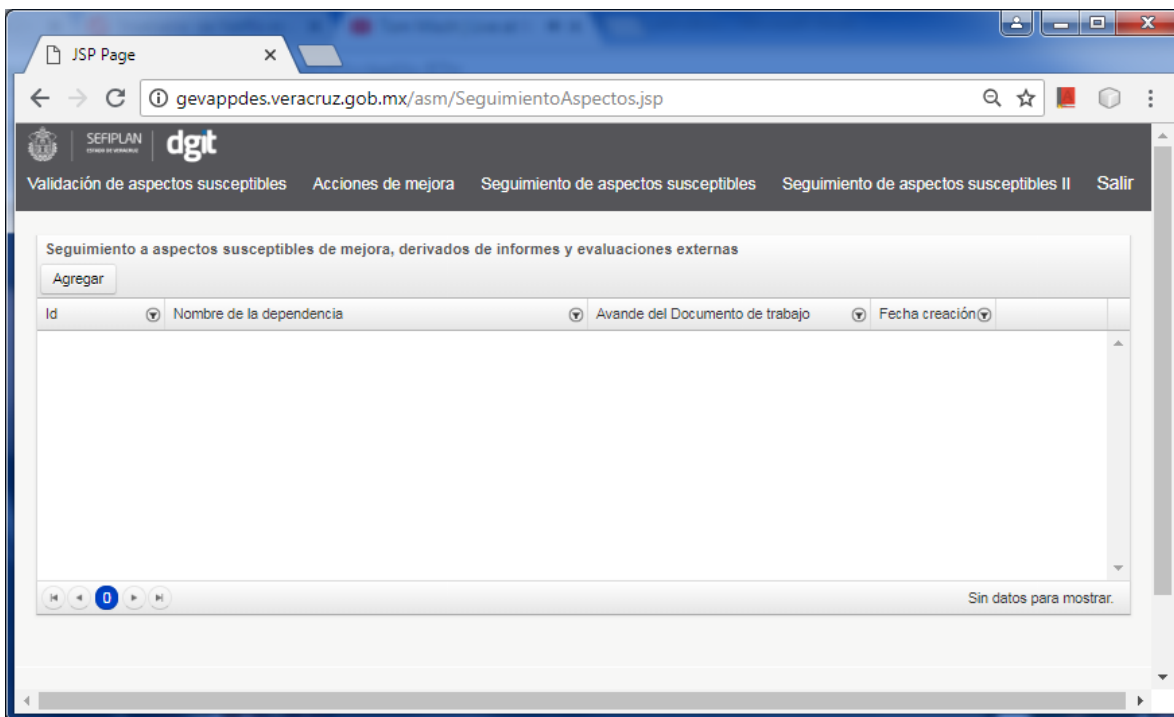 JSP Page
gevappdes.veracruz.gob.mx/asm/SeguimientoAspectos.jsp
SEFIPLAN
dgit
Validación de aspectos susceptibles Acciones de mejora Seguimiento de aspectos susceptibles Seguimiento de aspectos susceptibles II Salir
Seguimiento a aspectos susceptibles de mejora, derivados de informes y evaluaciones externas
Agregar
Id Nombre de la dependencia Avande del Documento de trabajo Fecha creación
0 Sin datos para mostrar.